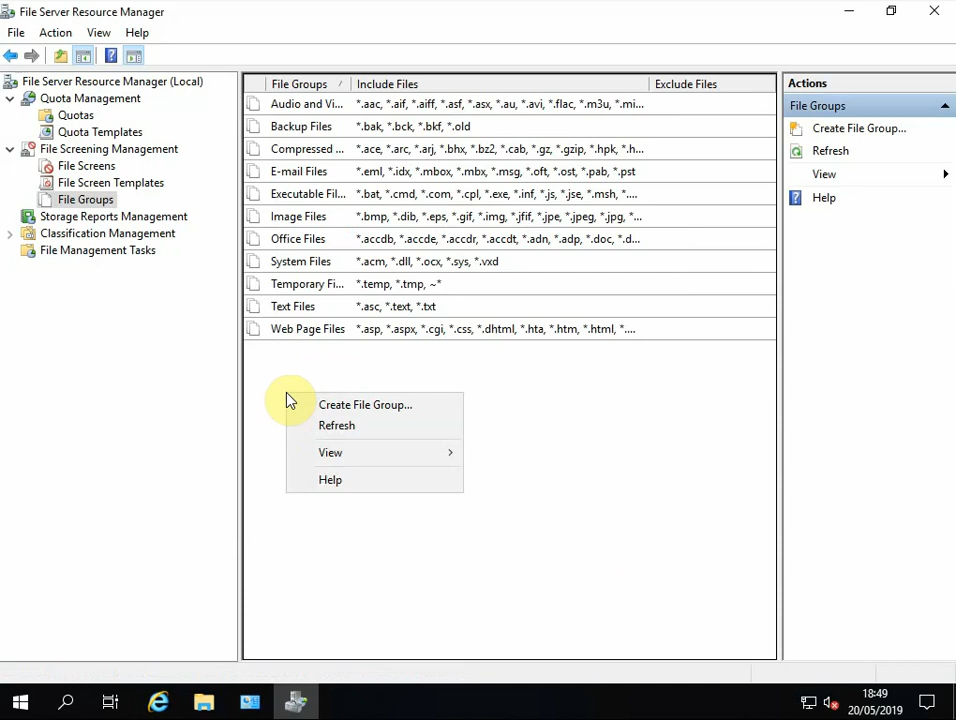 File Server Resource Manager
File Action View Help
File Server Resource Manager (Local)
Quota Management
Quotas
Quota Templates
File Screening Management
File Screens
File Screen Templates
File Groups
Storage Reports Management
Classification Management
File Management Tasks
File Groups Include Files Exclude Files
Audio and Vi... *.aac, *.aif, *.aiff, *.asf, *.asx, *.au, *.avi, *.flac, *.m3u, *.mi...
Backup Files *.bak, *.bck, *.bkf, *.old
Compressed ... *.ace, *.arc, *.arj, *.bhx, *.bz2, *.cab, *.gz, *.gzip, *.hpk, *.h...
E-mail Files *.eml, *.idx, *.mbox, *.mbx, *.msg, *.oft, *.ost, *.pab, *.pst
Executable Fil... *.bat, *.cmd, *.com, *.cpl, *.exe, *.inf, *.js, *.jse, *.msh, *....
Image Files *.bmp, *.dib, *.eps, *.gif, *.img, *.jfif, *.jpe, *.jpeg, *.jpg, *...
Office Files *.accdb, *.accde, *.accdr, *.accdt, *.adn, *.adp, *.doc, *.d...
System Files *.acm, *.dll, *.ocx, *.sys, *.vxd
Temporary Fi... *.temp, *.tmp, ~*
Text Files *.asc, *.text, *.txt
Web Page Files *.asp, *.aspx, *.cgi, *.css, *.dhtml, *.hta, *.htm, *.html, *....
Create File Group...
Refresh
View
Help
Actions
File Groups
Create File Group...
Refresh
View
Help
18:49
20/05/2019